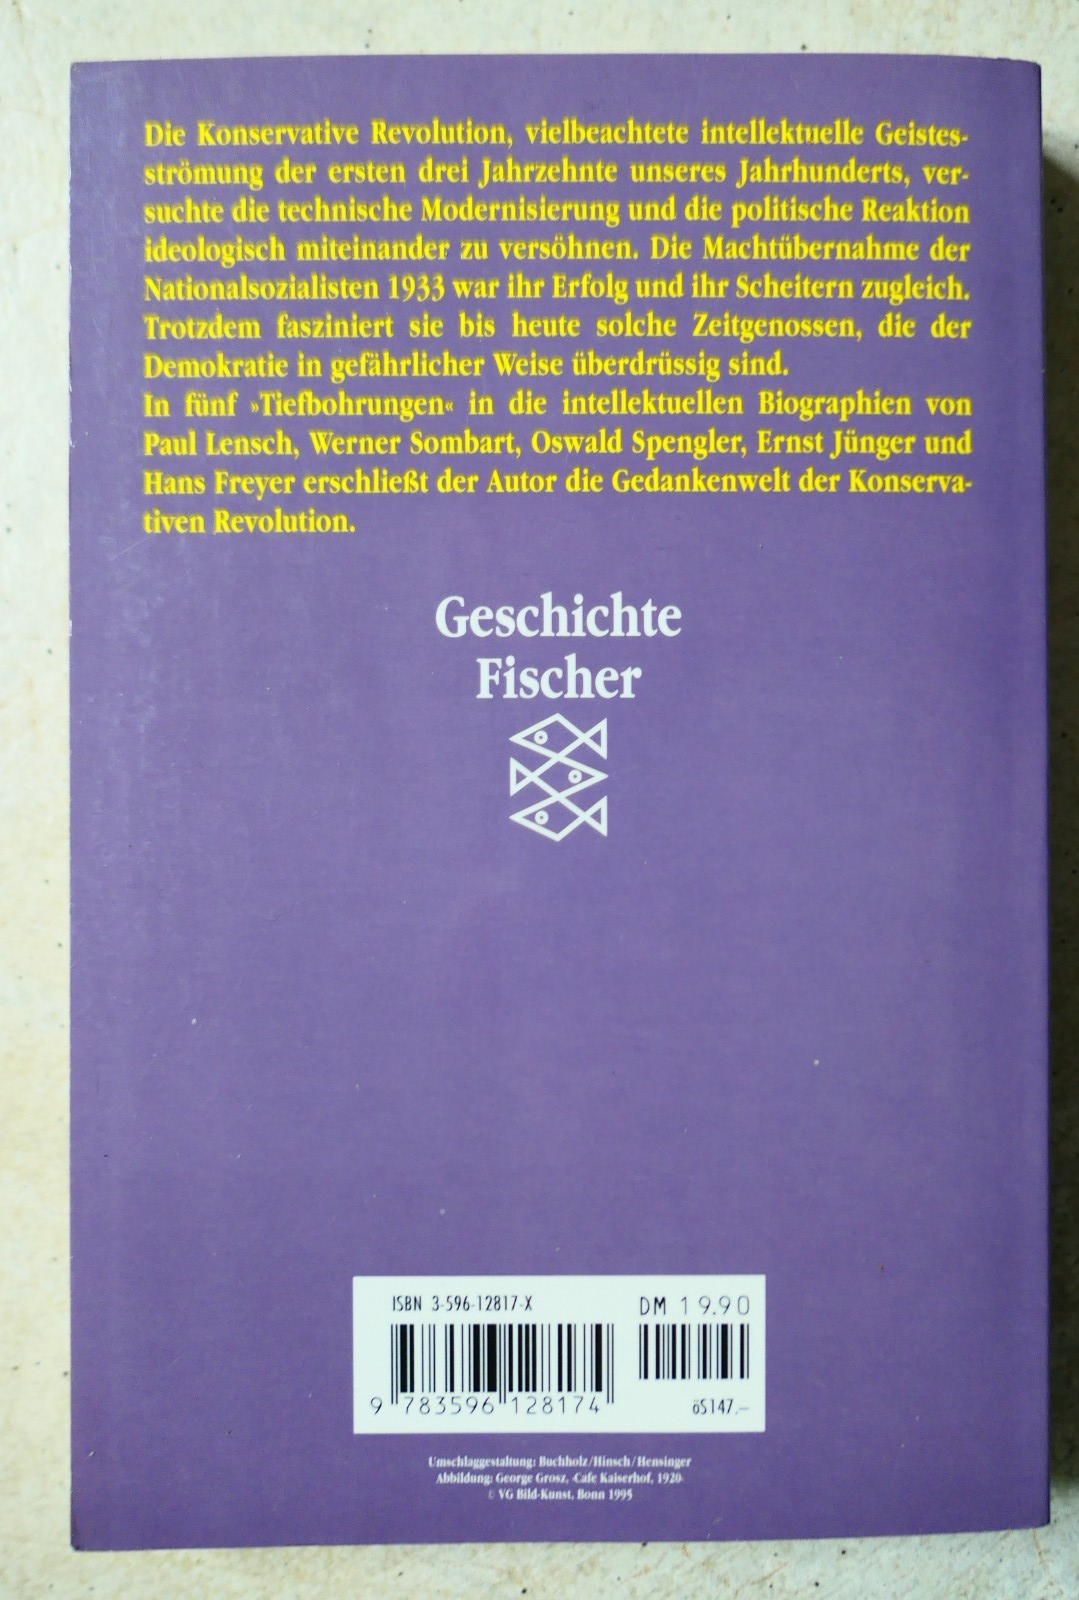 Die Konservative Revolution, vielbeachtete intellektuelle Geistes-
strömung der ersten drei Jahrzehnte unseres Jahrhunderts, ver-
suchte die technische Modernisierung und die politische Reaktion
ideologisch miteinander zu versöhnen. Die Machtübernahme der
Nationalsozialisten 1933 war ihr Erfolg und ihr Scheitern zugleich.
Trotzdem fasziniert sie bis heute solche Zeitgenossen, die der
Demokratie in gefährlicher Weise überdrüssig sind.
In fünf »Tiefbohrungen« in die intellektuellen Biographien von
Paul Lensch, Werner Sombart, Oswald Spengler, Ernst Jünger und
Hans Freyer erschließt der Autor die Gedankenwelt der Konserva-
tiven Revolution.
Geschichte
Fischer
ISBN 3-596-12817-X
DM 19.90
9 783596 128174
öS147.–
Umschlaggestaltung: Buchholz/Hinsch/Hensinger
Abbildung: George Grosz, ›Cafe Kaiserhof, 1920‹
© VG Bild-Kunst, Bonn 1995